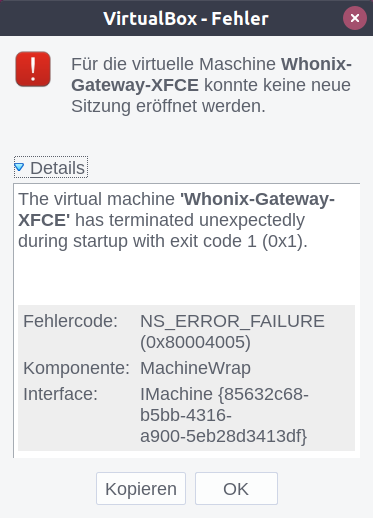 VirtualBox - Fehler
Für die virtuelle Maschine Whonix-
Gateway-XFCE konnte keine neue
Sitzung eröffnet werden.
Details
The virtual machine 'Whonix-Gateway-
XFCE' has terminated unexpectedly
during startup with exit code 1 (0x1).
Fehlercode: NS_ERROR_FAILURE
(0x80004005)
Komponente: MachineWrap
Interface: IMachine {85632c68-
b5bb-4316-
a900-5eb28d3413df}
Kopieren OK